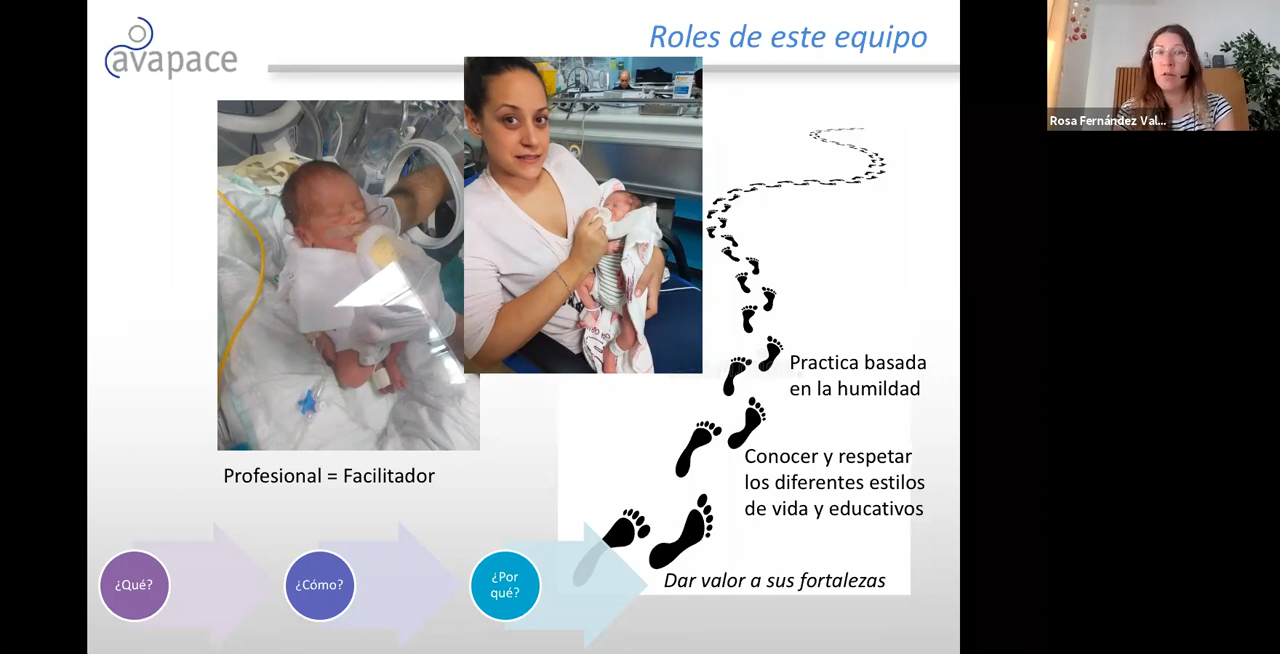 avapace
Roles de este equipo
Rosa Fernández Val...
Practica basada
en la humildad
Conocer y respetar
los diferentes estilos
de vida y educativos
Profesional = Facilitador
¿Qué?
¿Cómo?
¿Por
qué?
Dar valor a sus fortalezas